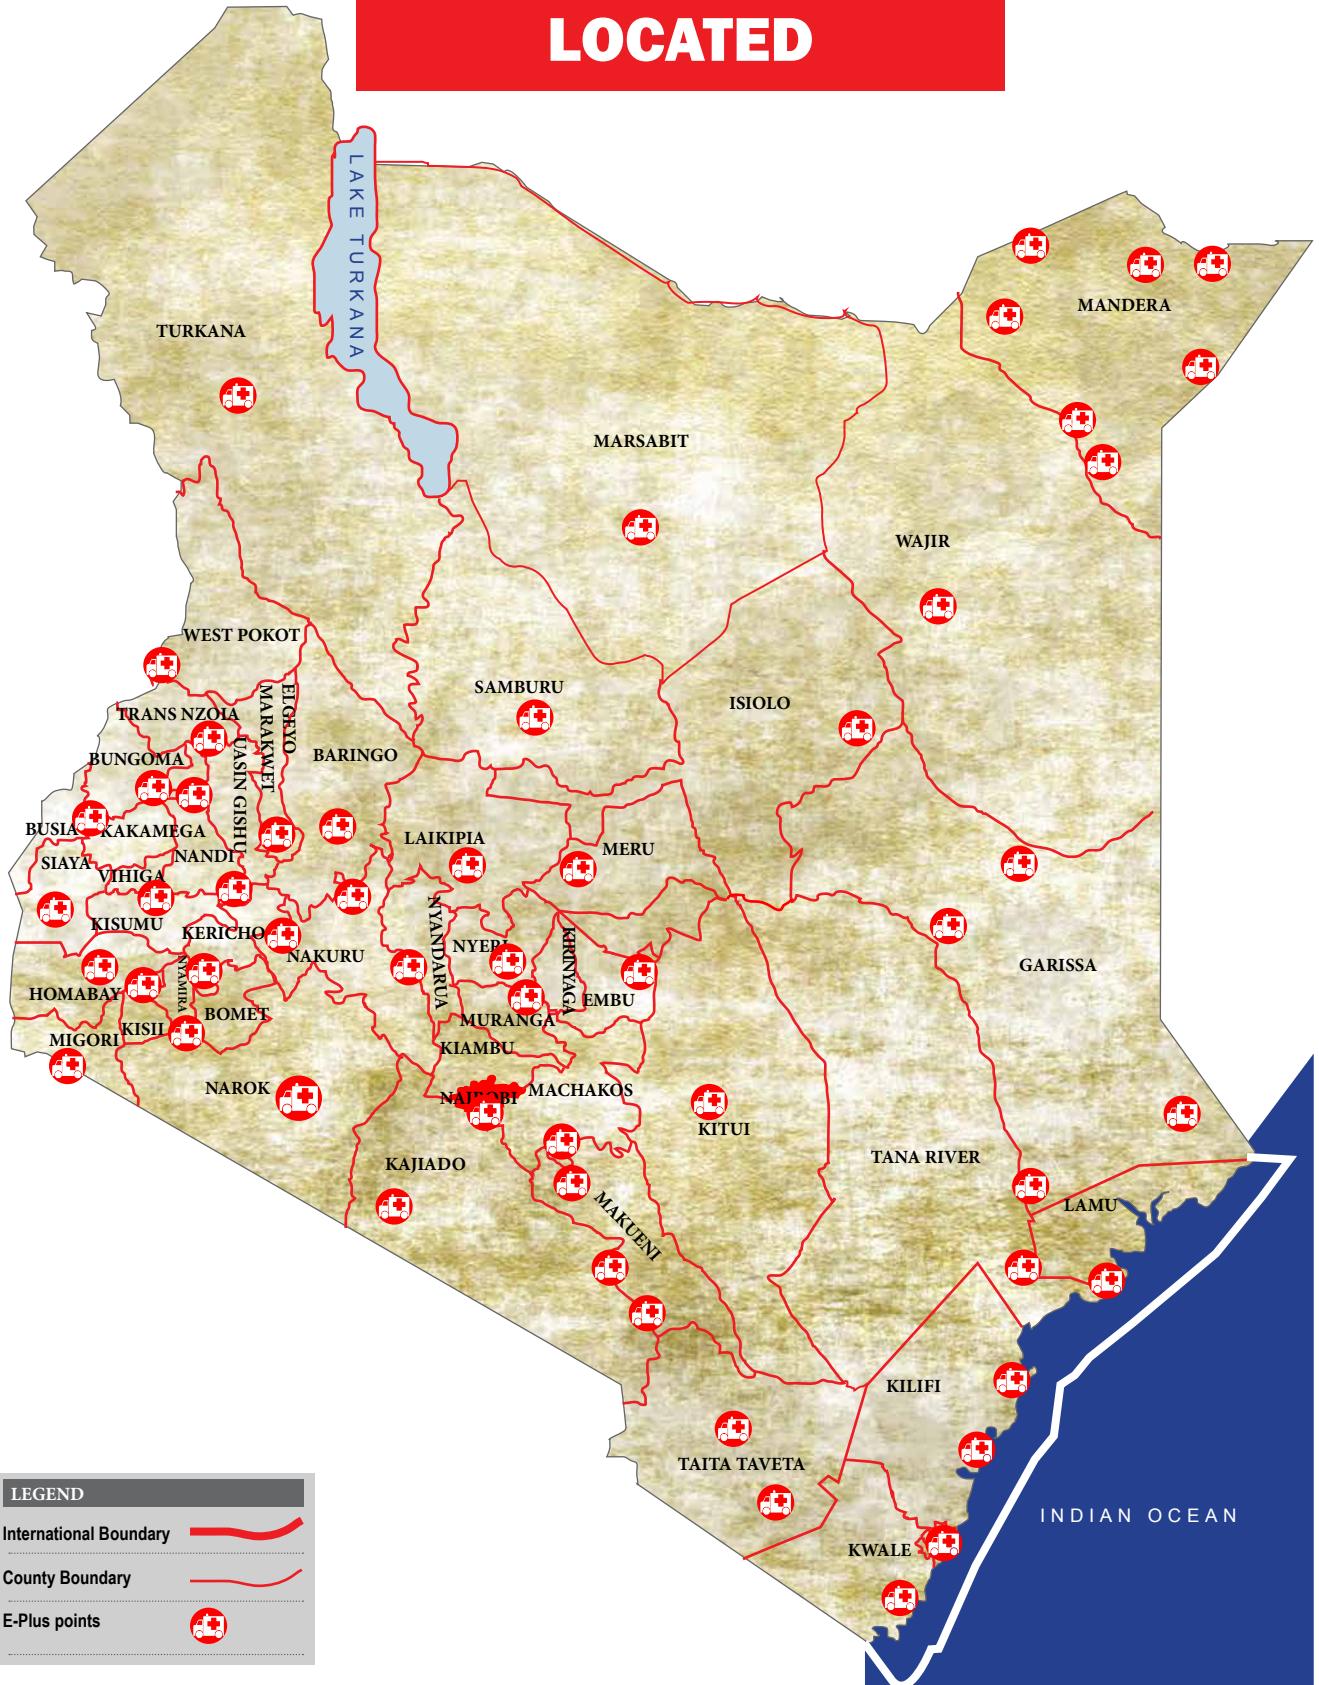 LOCATED
LAKE TURKANA
MANDERA
TURKANA
MARSABIT
WAJIR
WEST POKOT
SAMBURU
ISIOLO
ELGEYO
MARAKWET
TRANS NZOIA
UASIN GISHU
BUNGOMA
BARINGO
BUSIA
KAKAMEGA
LAIKIPIA
MERU
SIAYA
NANDI
VIHIGA
KISUMU
KERICHO
NYANDARUA
NYERI
KIRINYAGA
NAKURU
GARISSA
NYAMIRA
HOMABAY
EMBU
BOMET
MURANGA
KISII
MIGORI
KIAMBU
NAROK
NAIROBI
MACHAKOS
KITUI
KAJIADO
TANA RIVER
MAKUENI
LAMU
KILIFI
TAITA TAVETA
INDIAN OCEAN
KWALE
LEGEND
International Boundary
County Boundary
E-Plus points